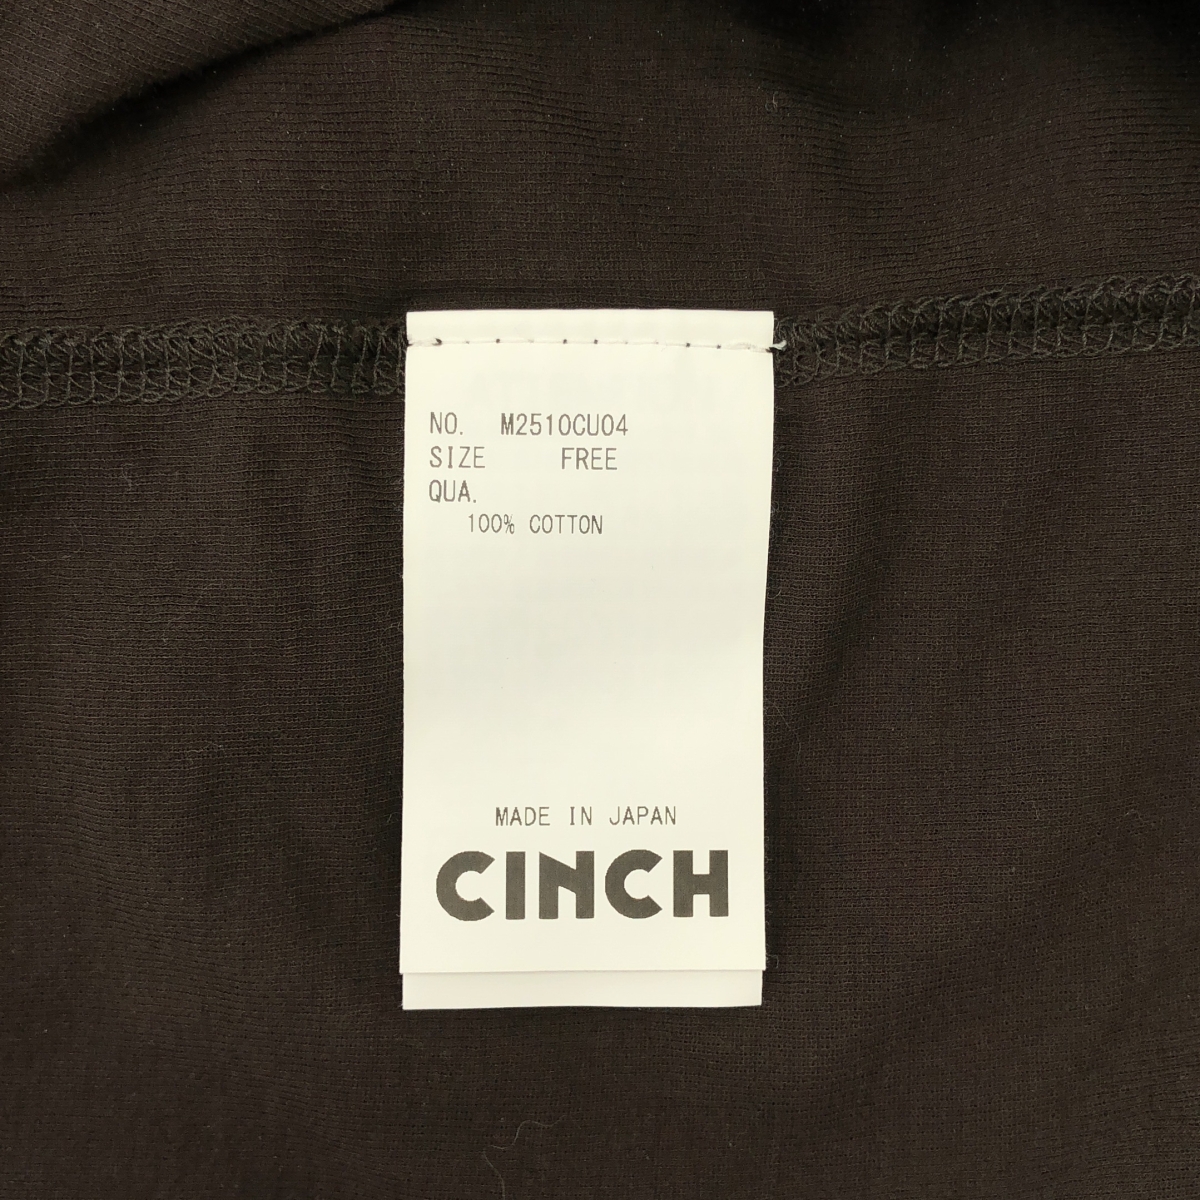 NO. M2510CU04
SIZE FREE
QUA.
100% COTTON
MADE IN JAPAN
CINCH